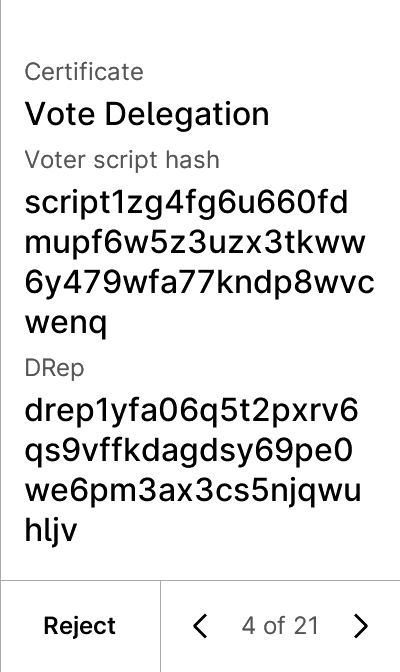 Certificate
Vote Delegation
Voter script hash
script1zg4fg6u660fd
mupf6w5z3uzx3tkww
6y479wfa77kndp8wvc
wenq
DRep
drep1yfa06q5t2pxrv6
qs9vffkdagdsy69pe0
we6pm3ax3cs5njqwu
hljv
Reject
4 of 21